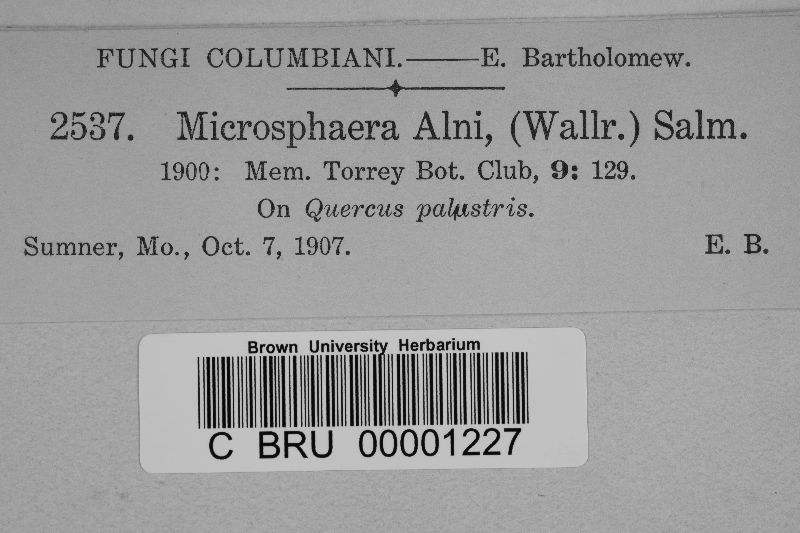 FUNGI COLUMBIANI.——E. Bartholomew.
2537. Microsphaera Alni, (Wallr.) Salm.
1900: Mem. Torrey Bot. Club, 9: 129.
On Quercus palustris.
Sumner, Mo., Oct. 7, 1907. E. B.
Brown University Herbarium
C BRU 00001227